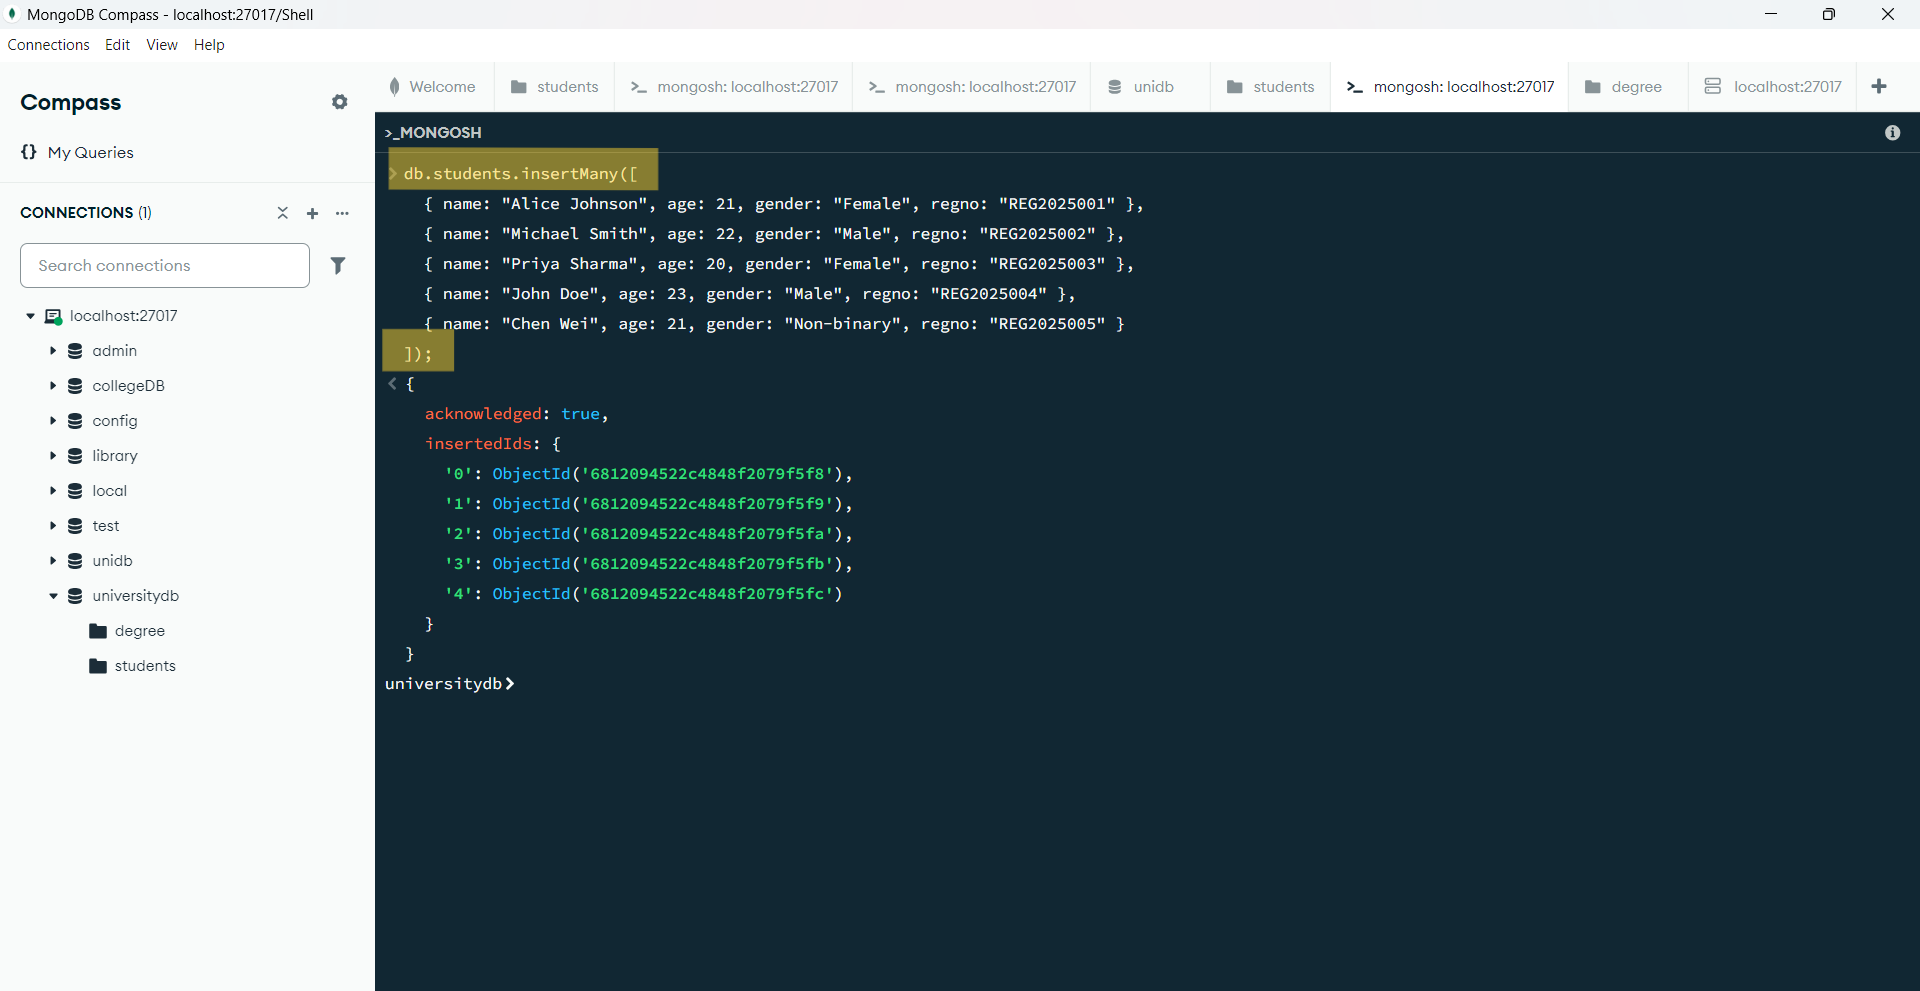 MongoDB Compass - localhost:27017/Shell
Connections Edit View Help
Compass
My Queries
CONNECTIONS (1)
Search connections
localhost:27017
admin
collegeDB
config
library
local
test
unidb
universitydb
degree
students
Welcome students mongosh: localhost:27017 mongosh: localhost:27017 unidb students mongosh: localhost:27017 degree localhost:27017
>_MONGOSH
> db.students.insertMany([
{ name: "Alice Johnson", age: 21, gender: "Female", regno: "REG2025001" },
{ name: "Michael Smith", age: 22, gender: "Male", regno: "REG2025002" },
{ name: "Priya Sharma", age: 20, gender: "Female", regno: "REG2025003" },
{ name: "John Doe", age: 23, gender: "Male", regno: "REG2025004" },
{ name: "Chen Wei", age: 21, gender: "Non-binary", regno: "REG2025005" }
]);
< {
acknowledged: true,
insertedIds: {
'0': ObjectId('6812094522c4848f2079f5f8'),
'1': ObjectId('6812094522c4848f2079f5f9'),
'2': ObjectId('6812094522c4848f2079f5fa'),
'3': ObjectId('6812094522c4848f2079f5fb'),
'4': ObjectId('6812094522c4848f2079f5fc')
}
}
universitydb>